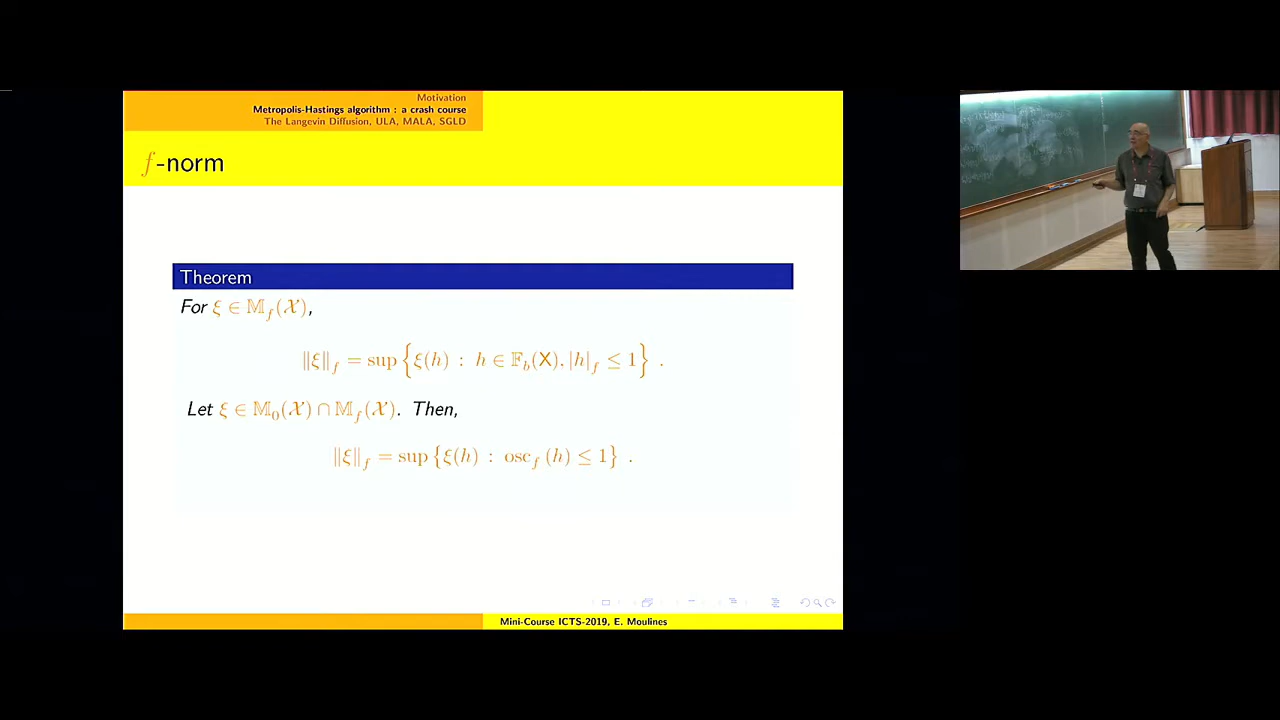 Motivation
Metropolis-Hastings algorithm : a crash course
The Langevin Diffusion, ULA, MALA, SGLD
f-norm
Theorem
For ξ ∈ 𝕄_f(𝒳),
‖ξ‖_f = sup { ξ(h) : h ∈ 𝔽_b(X), |h|_f ≤ 1 } .
Let ξ ∈ 𝕄_0(𝒳) ∩ 𝕄_f(𝒳). Then,
‖ξ‖_f = sup {ξ(h) : osc_f (h) ≤ 1} .
Mini-Course ICTS-2019, E. Moulines